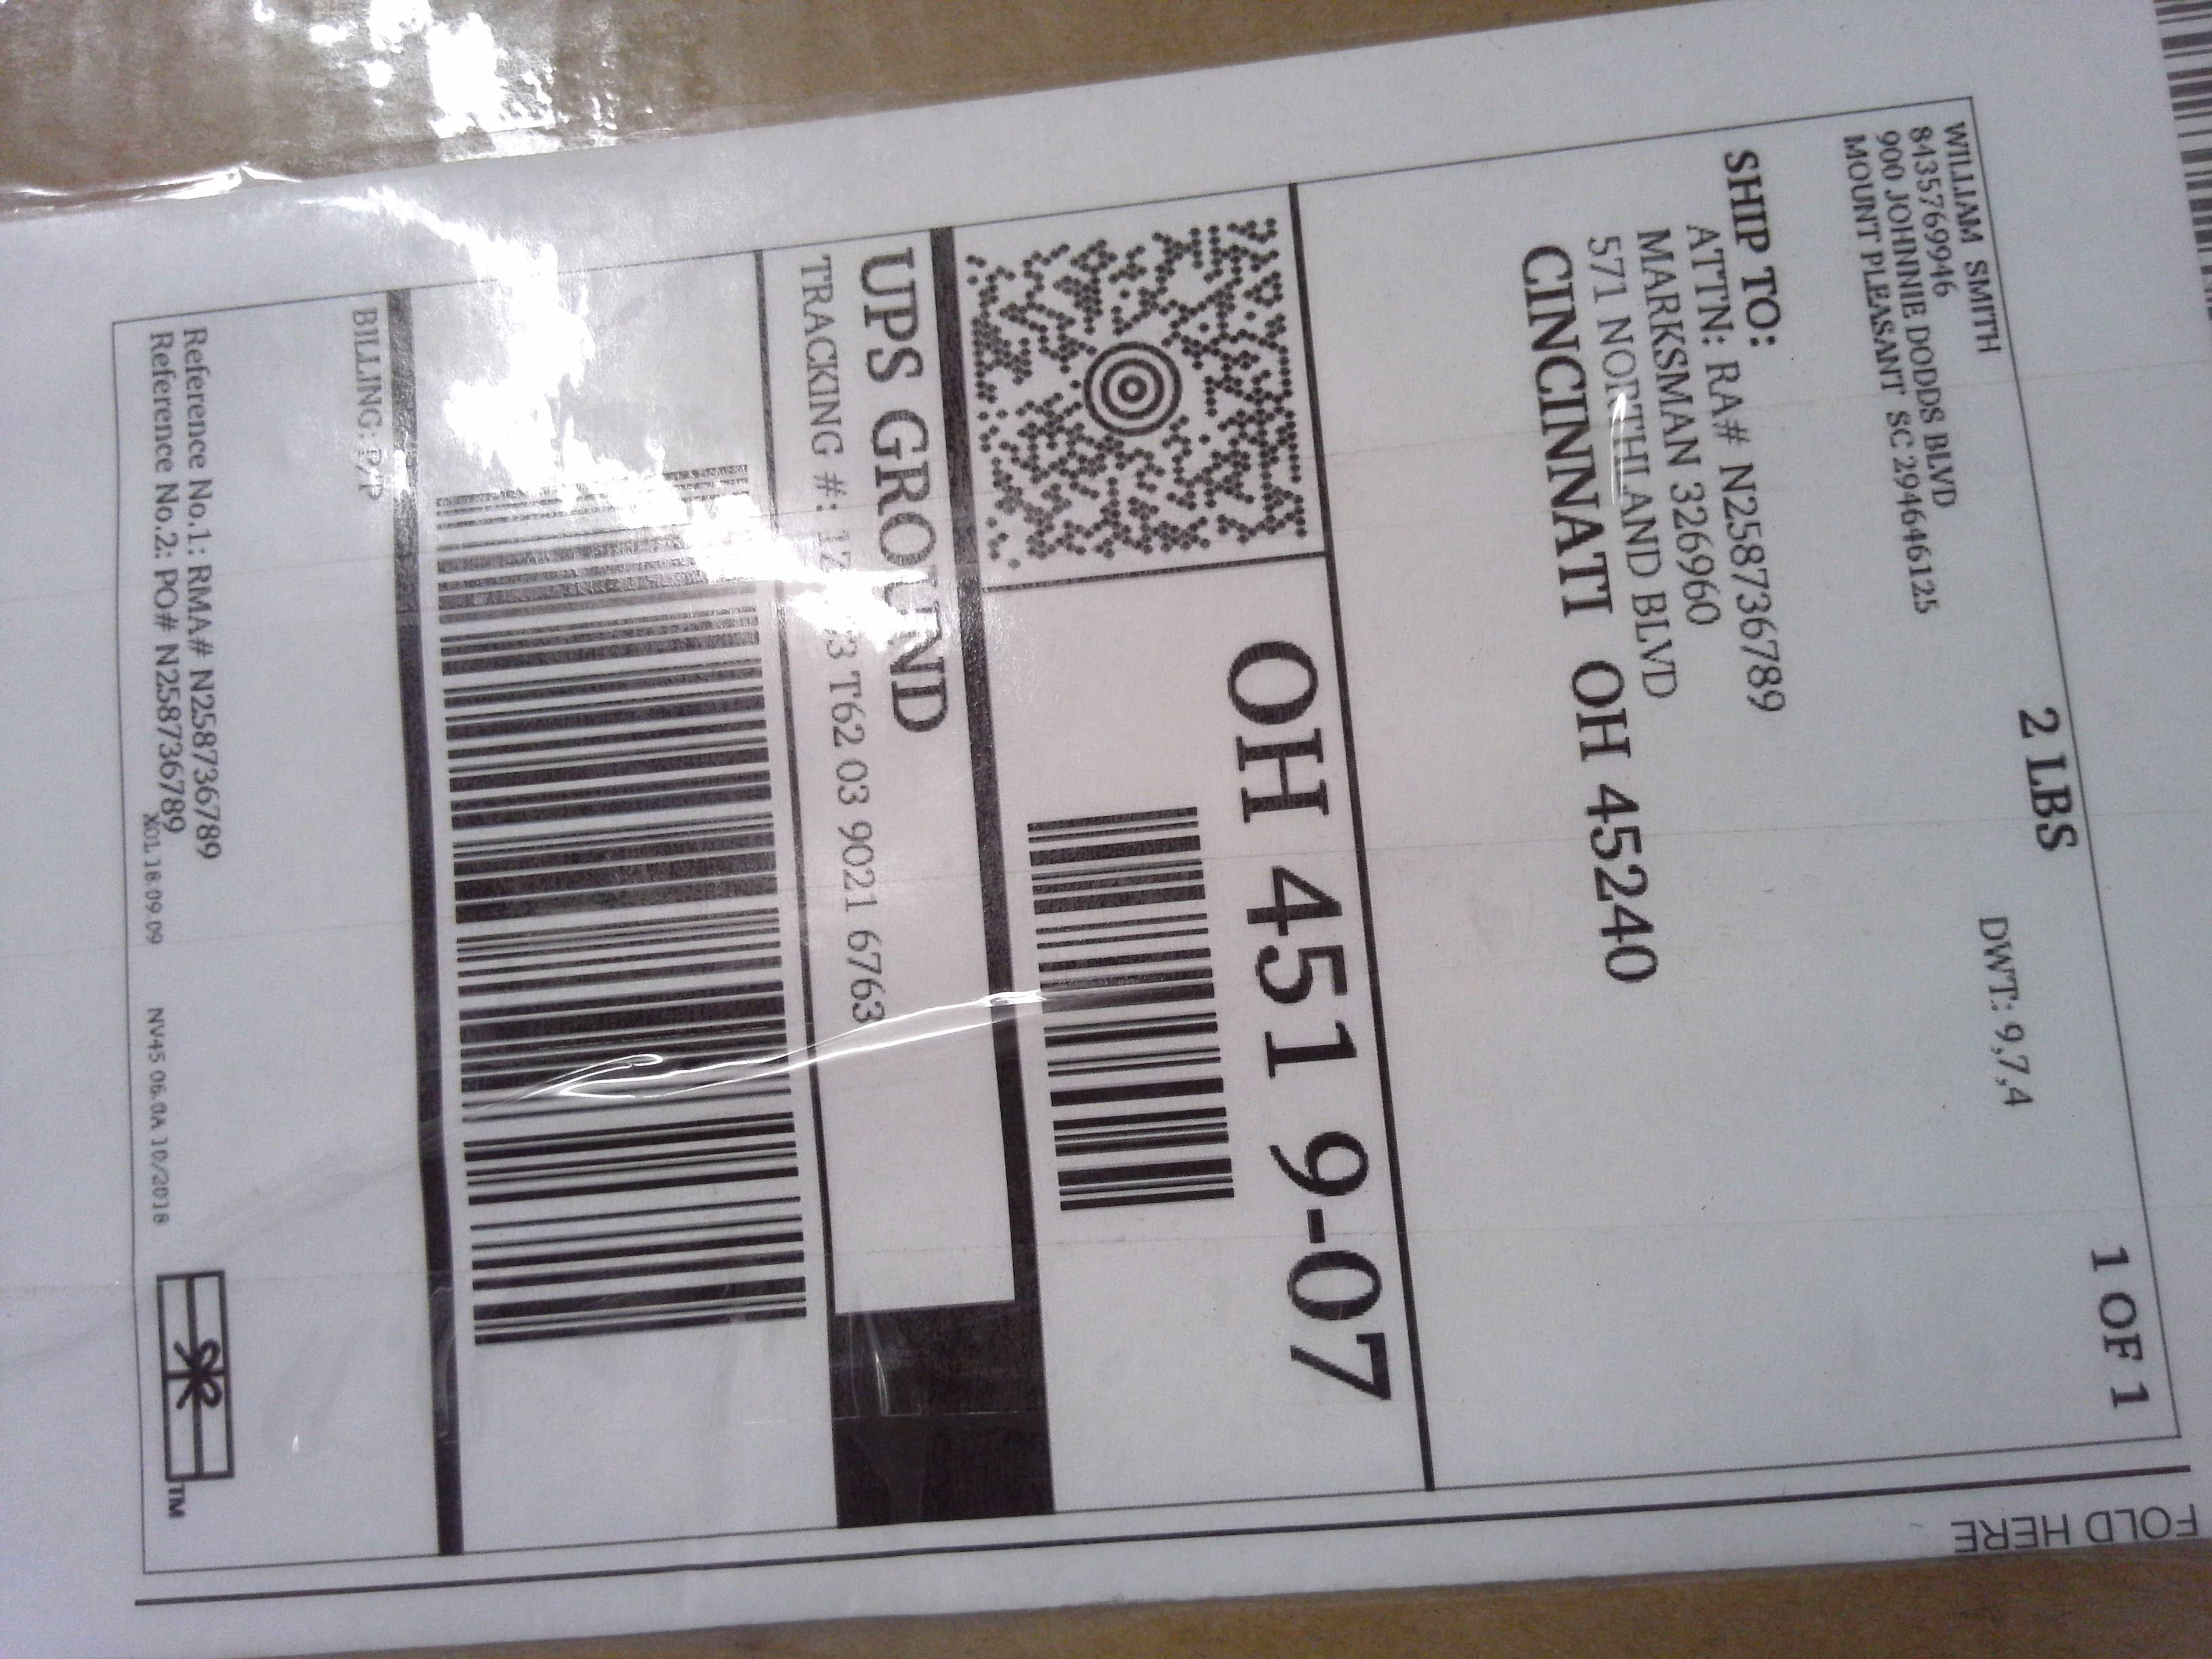 WILLIAM SMITH
8435769946
900 JOHNNIE DODDS BLVD
MOUNT PLEASANT SC 294646125
2 LBS
1 OF 1
DWT: 9,7,4
SHIP TO:
ATTN: RA# N258736789
MARKSMAN 326960
571 NORTHLAND BLVD
CINCINNATI OH 45240
OH 451 9-07
UPS GROUND
TRACKING #: T62 03 9021 6763
BILLING: P/P
Reference No.1: RMA# N258736789
Reference No.2: PO# N258736789
XOL 18.09.09 NV45 06.0A 10/2018
TM
FOLD HERE